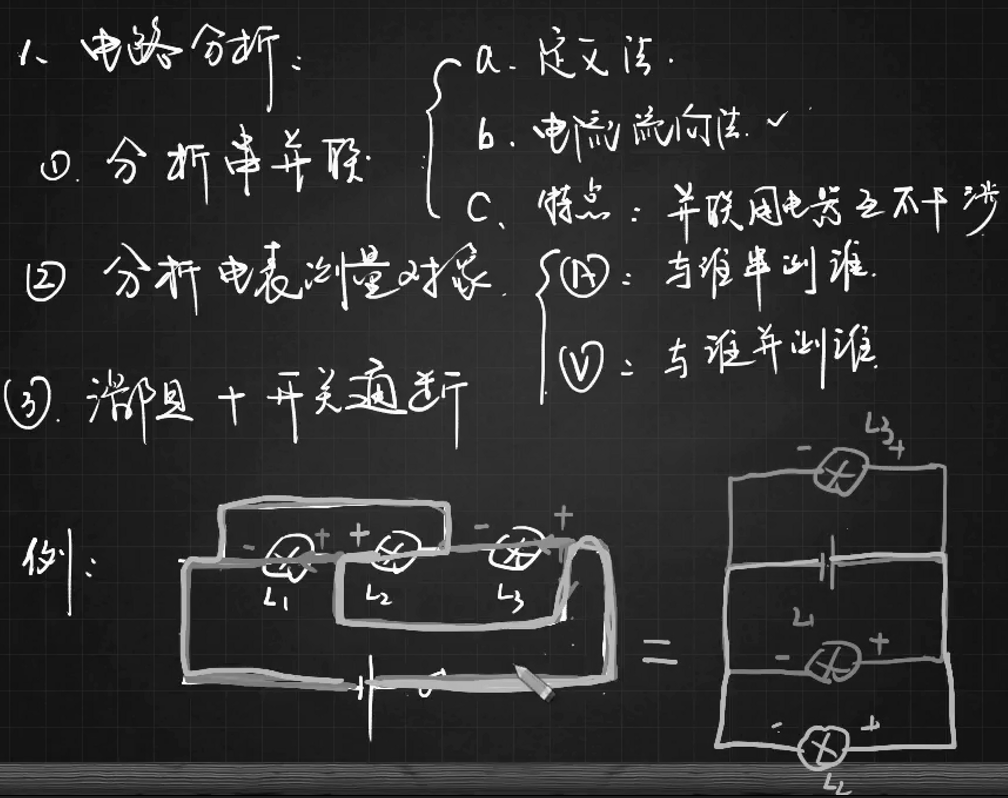 1、电路分析：
a. 定义法.
b. 电流流向法. ✓
c、特点：并联用电器互不干涉
①. 分析串并联.
② 分析电表测量对象.
Ⓐ：与谁串测谁.
Ⓥ：与谁并测谁.
③. 滑阻 + 开关通断
例：
- + + - +
L1 L2 L3
=
L3
- +
L1
- +
- +
L2